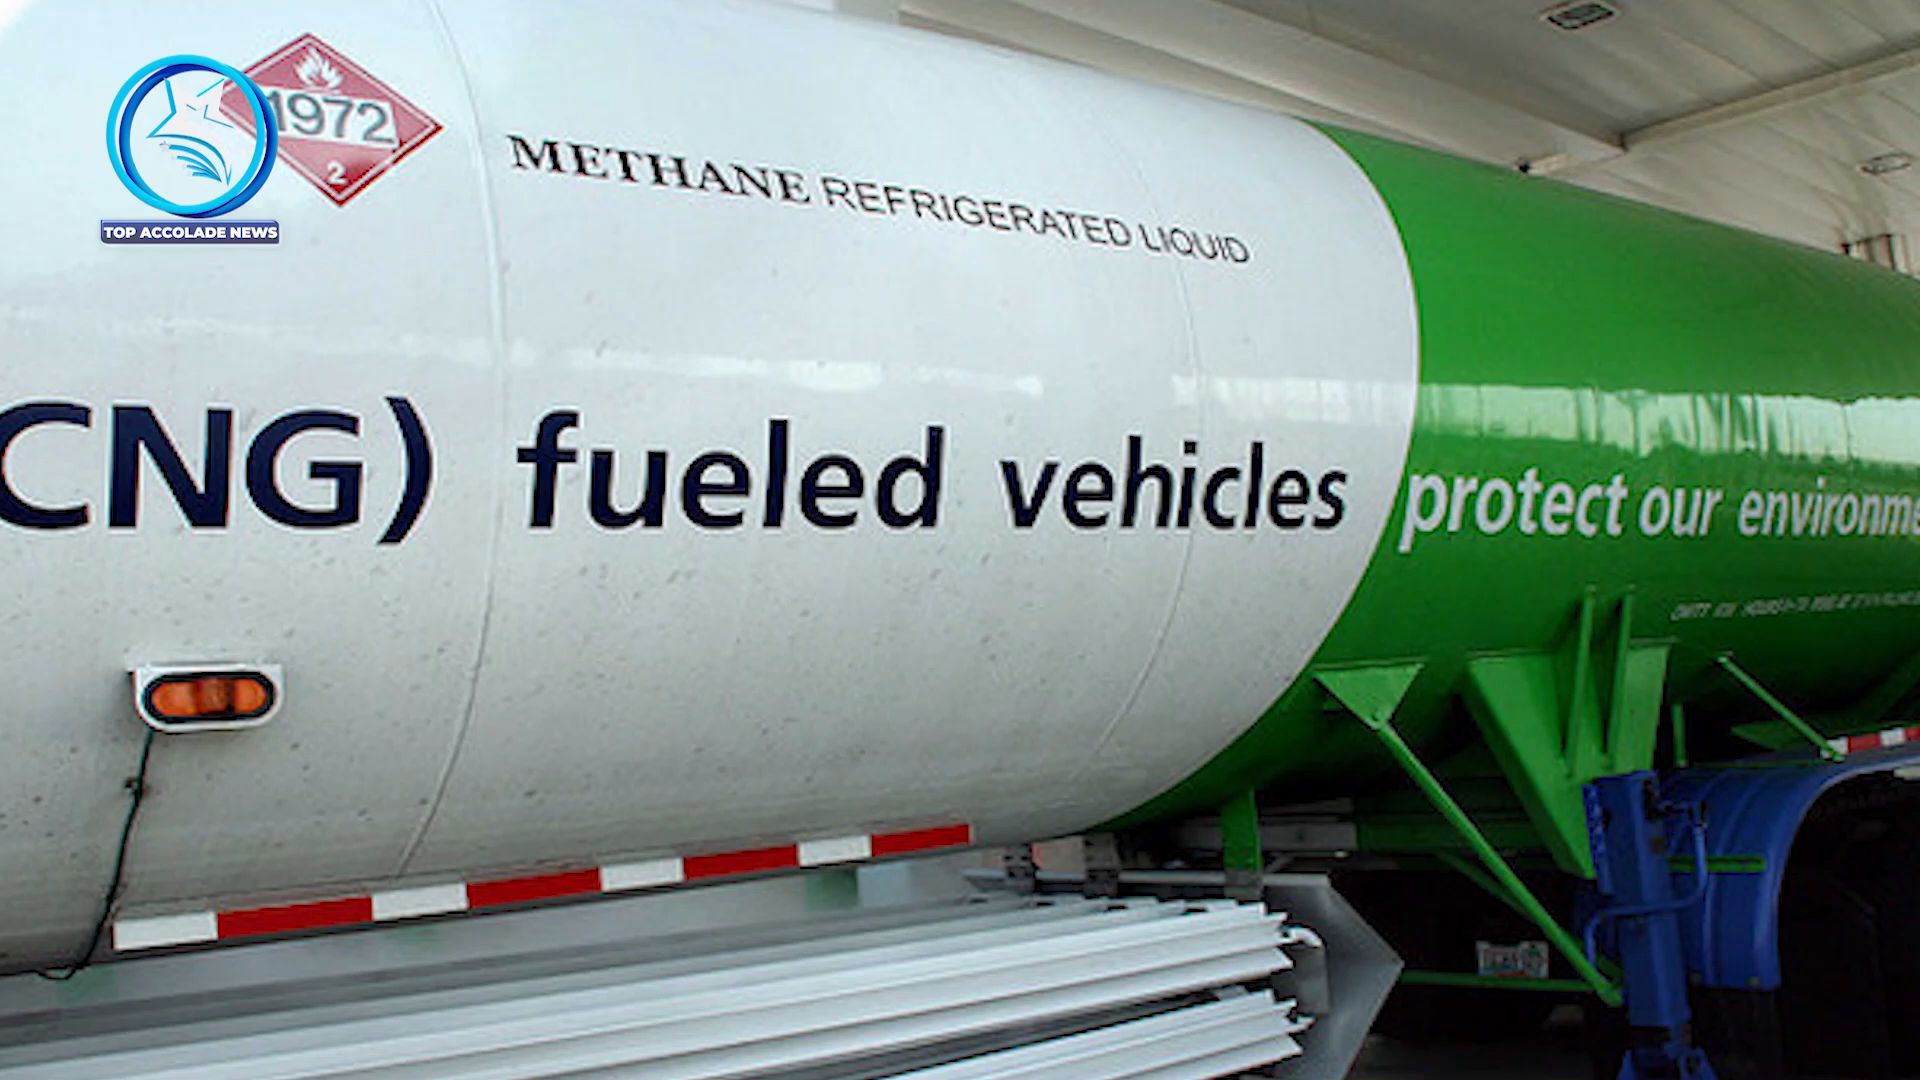 1972
2
TOP ACCOLADE NEWS
METHANE REFRIGERATED LIQUID
CNG) fueled vehicles protect our environme